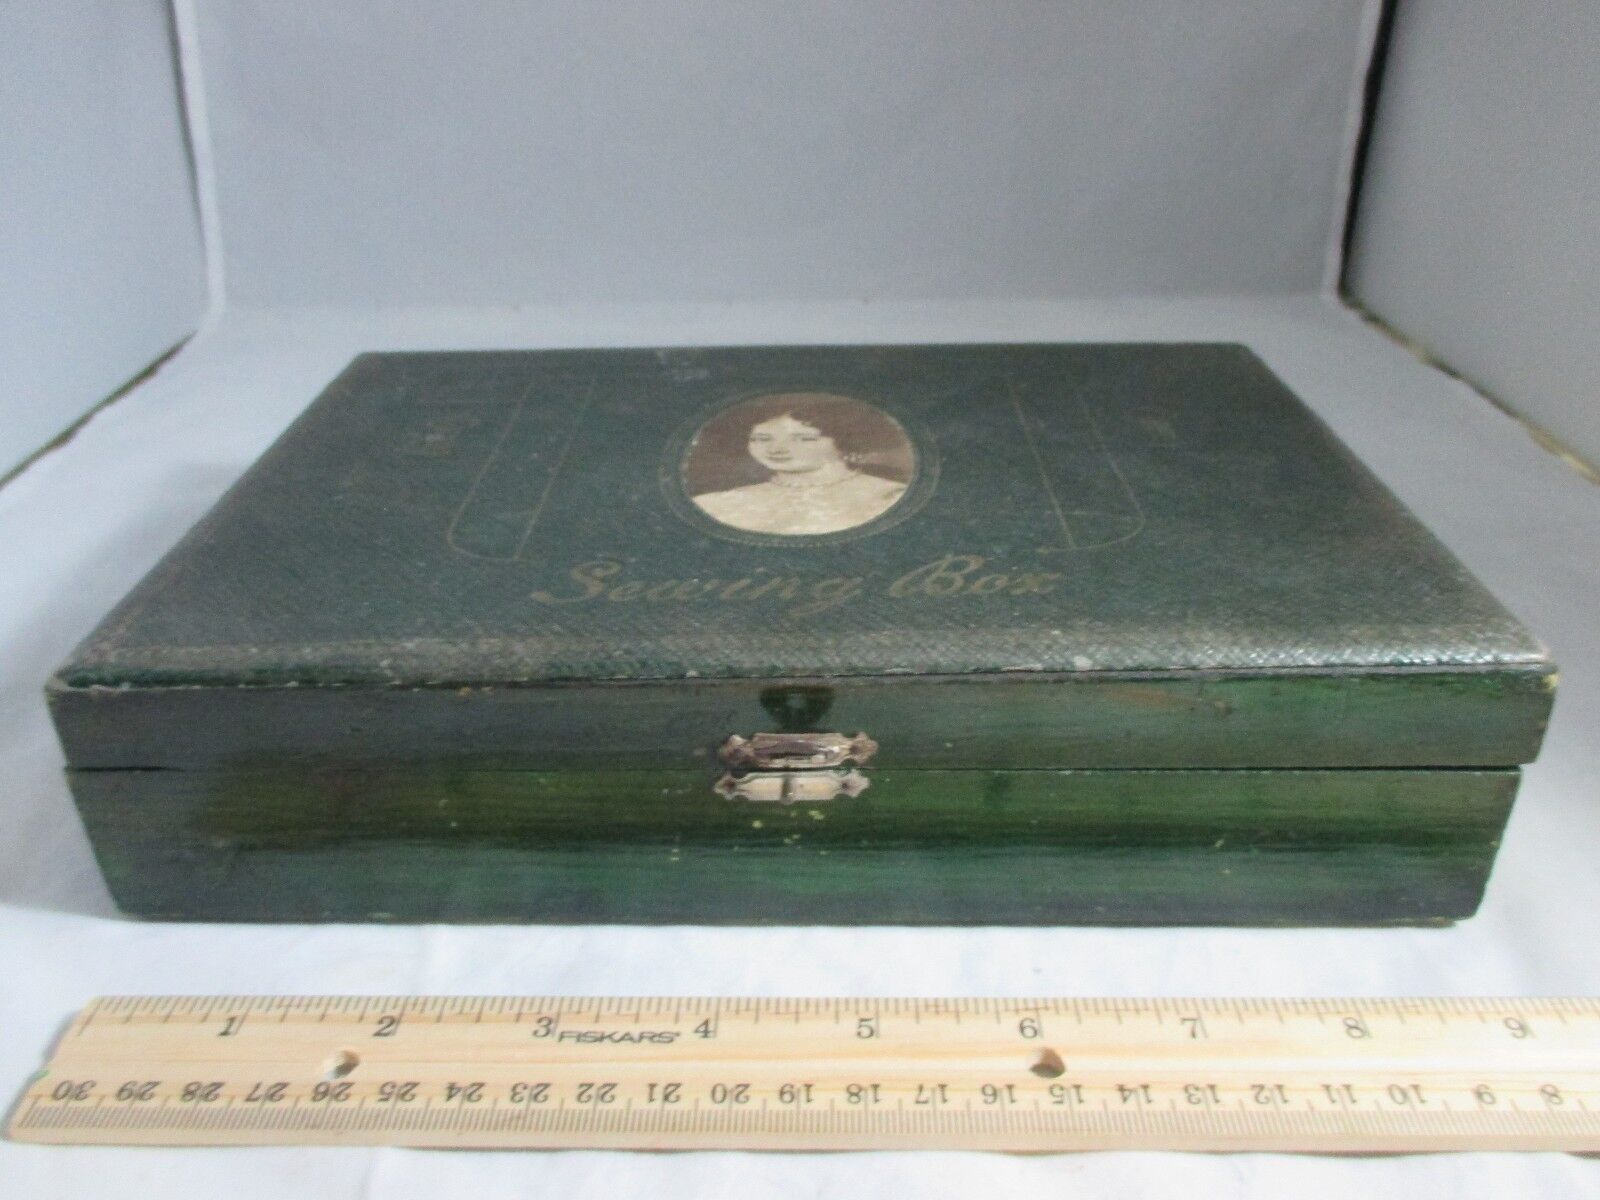 Sewing Box
1 2 3 FISKARS 4 5 6 7 8 9
30 29 28 27 26 25 24 23 22 21 20 19 18 17 16 15 14 13 12 11 10 9 8